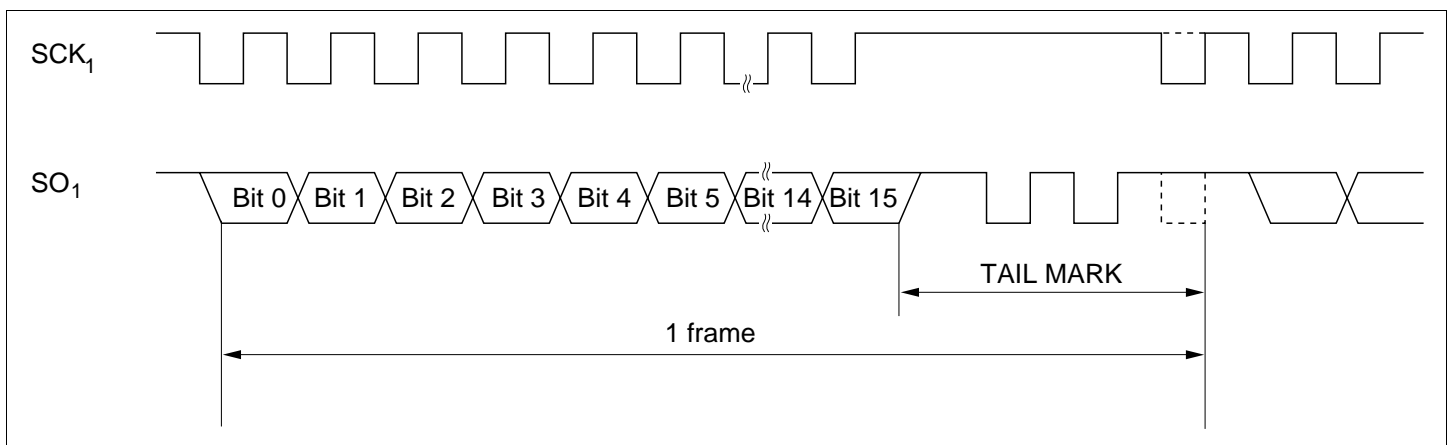 SCK1
SO1
Bit 0 Bit 1 Bit 2 Bit 3 Bit 4 Bit 5 Bit 14 Bit 15
TAIL MARK
1 frame